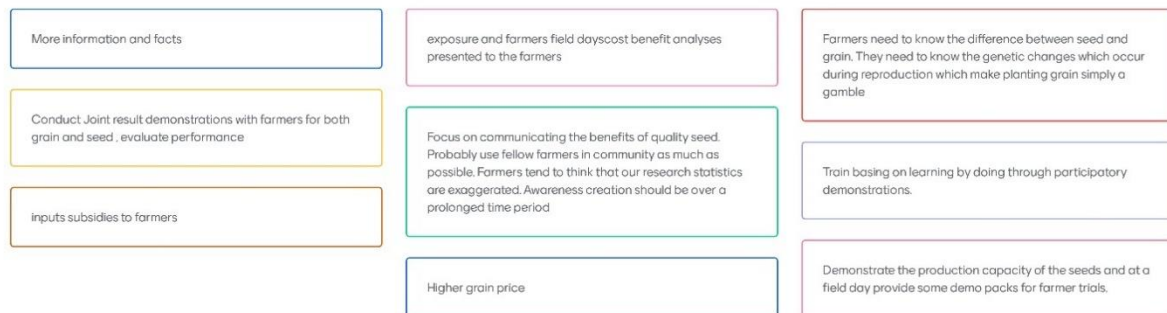 More information and facts
Conduct Joint result demonstrations with farmers for both
grain and seed , evaluate performance
inputs subsidies to farmers
exposure and farmers field dayscost benefit analyses
presented to the farmers
Focus on communicating the benefits of quality seed.
Probably use fellow farmers in community as much as
possible. Farmers tend to think that our research statistics
are exaggerated. Awareness creation should be over a
prolonged time period
Higher grain price
Farmers need to know the difference between seed and
grain. They need to know the genetic changes which occur
during reproduction which make planting grain simply a
gamble
Train basing on learning by doing through participatory
demonstrations.
Demonstrate the production capacity of the seeds and at a
field day provide some demo packs for farmer trials.